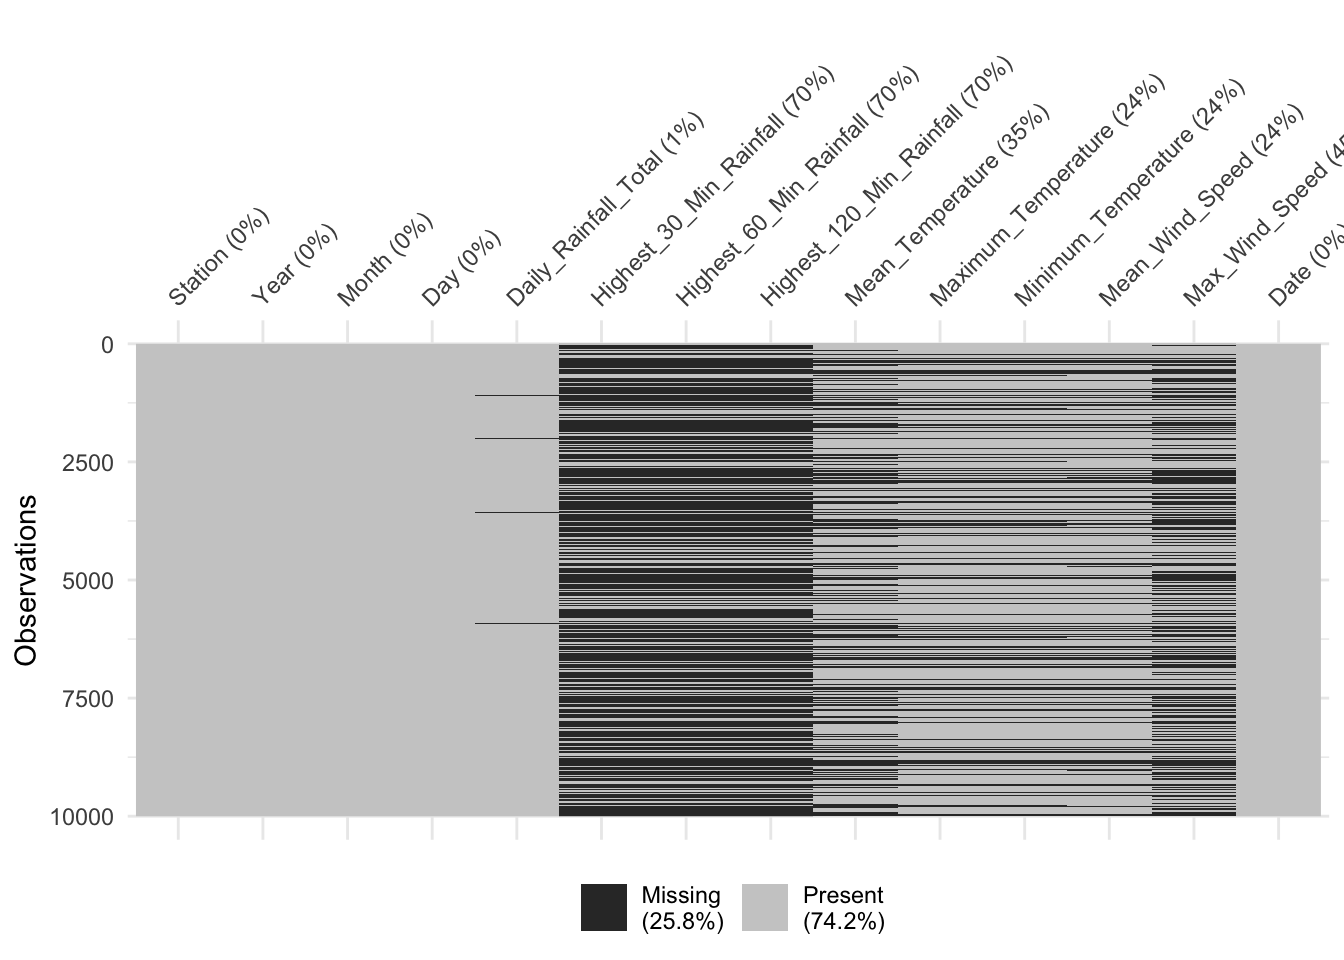 Station (0%)
Year (0%)
Month (0%)
Day (0%)
Daily_Rainfall_Total (1%)
Highest_30_Min_Rainfall (70%)
Highest_60_Min_Rainfall (70%)
Highest_120_Min_Rainfall (70%)
Mean_Temperature (35%)
Maximum_Temperature (24%)
Minimum_Temperature (24%)
Mean_Wind_Speed (24%)
Max_Wind_Speed
Date (0%
0
2500
5000
7500
10000
Observations
Missing
(25.8%)
Present
(74.2%)